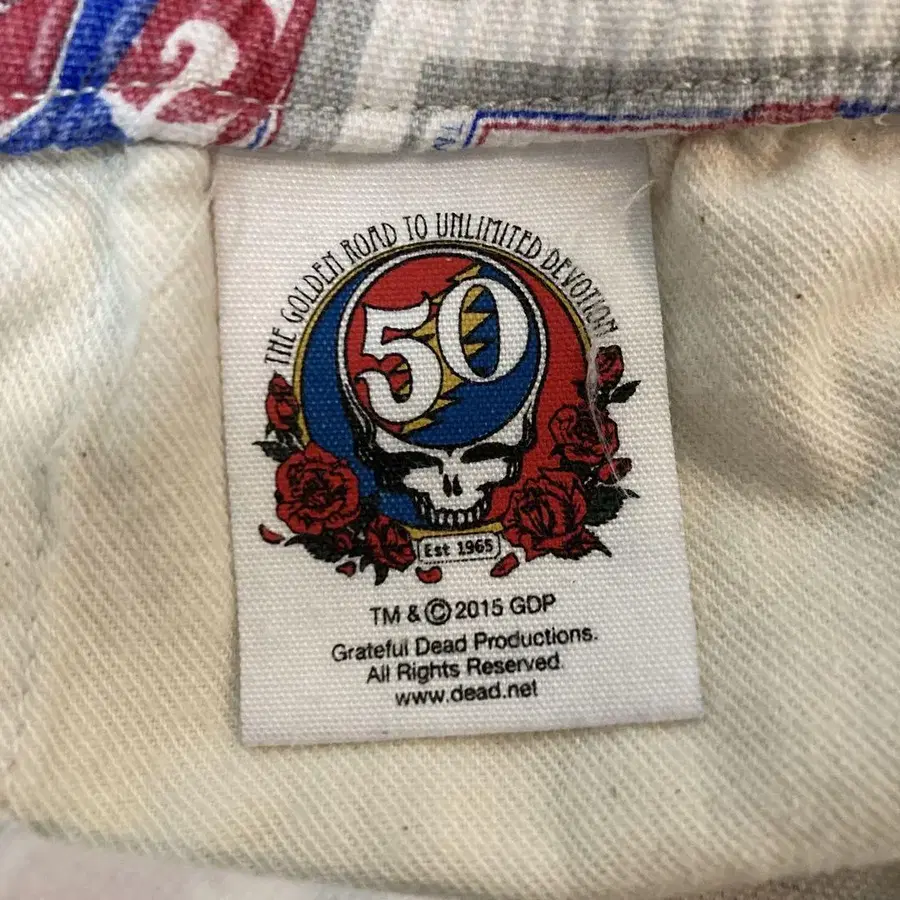 THE GOLDEN ROAD TO UNLIMITED DEVOTION
50
Est 1965
TM & © 2015 GDP
Grateful Dead Productions.
All Rights Reserved
www.dead.net